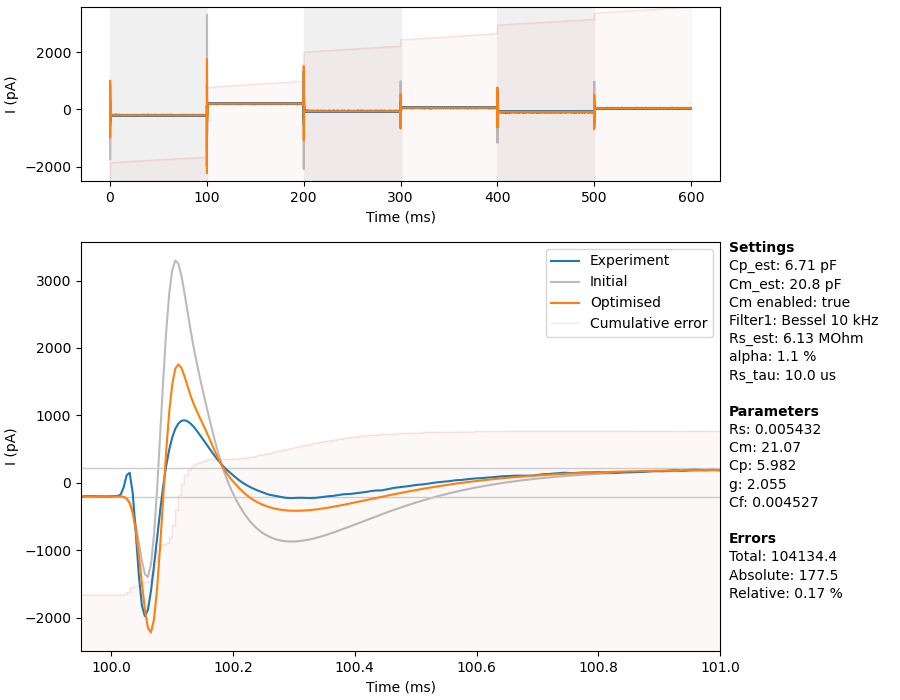 2000
0
−2000
I (pA)
0 100 200 300 400 500 600
Time (ms)
3000
2000
1000
0
−1000
−2000
I (pA)
100.0 100.2 100.4 100.6 100.8 101.0
Time (ms)
Experiment
Initial
Optimised
Cumulative error
Settings
Cp_est: 6.71 pF
Cm_est: 20.8 pF
Cm enabled: true
Filter1: Bessel 10 kHz
Rs_est: 6.13 MOhm
alpha: 1.1 %
Rs_tau: 10.0 us
Parameters
Rs: 0.005432
Cm: 21.07
Cp: 5.982
g: 2.055
Cf: 0.004527
Errors
Total: 104134.4
Absolute: 177.5
Relative: 0.17 %